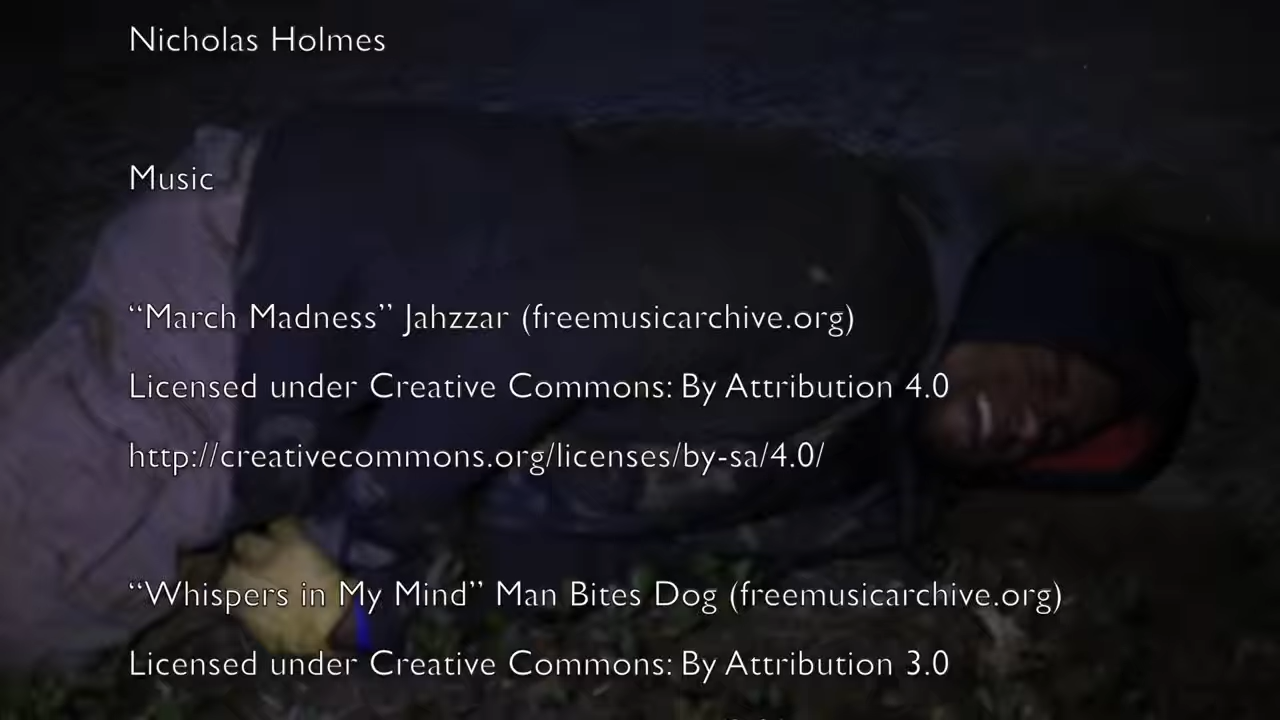 Nicholas Holmes
Music
“March Madness” Jahzzar (freemusicarchive.org)
Licensed under Creative Commons: By Attribution 4.0
http://creativecommons.org/licenses/by-sa/4.0/
“Whispers in My Mind” Man Bites Dog (freemusicarchive.org)
Licensed under Creative Commons: By Attribution 3.0